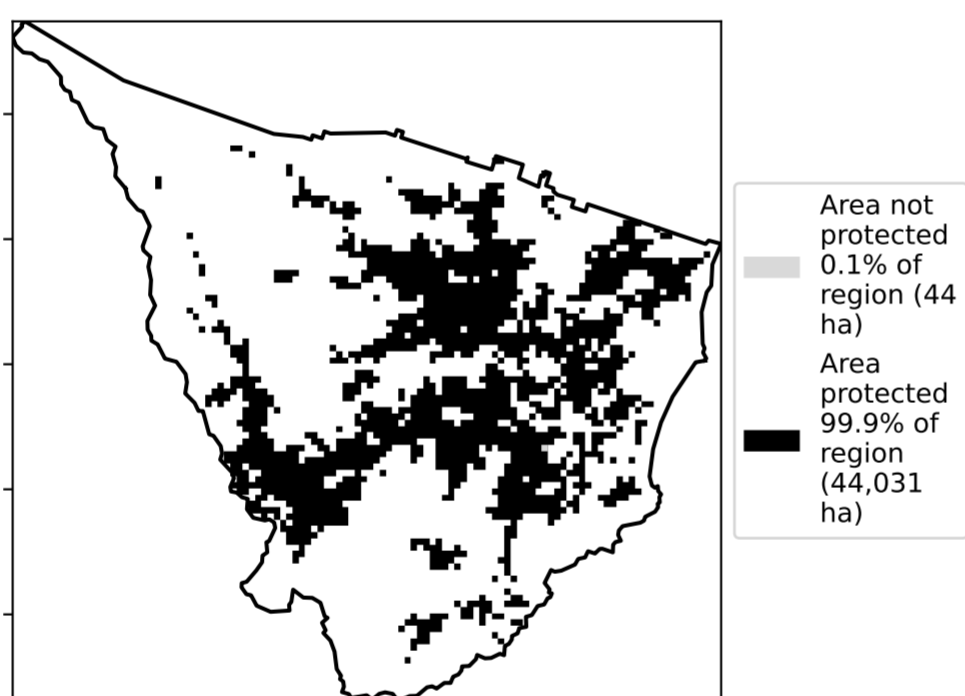 Area not
protected
0.1% of
region (44
ha)
Area
protected
99.9% of
region
(44,031
ha)